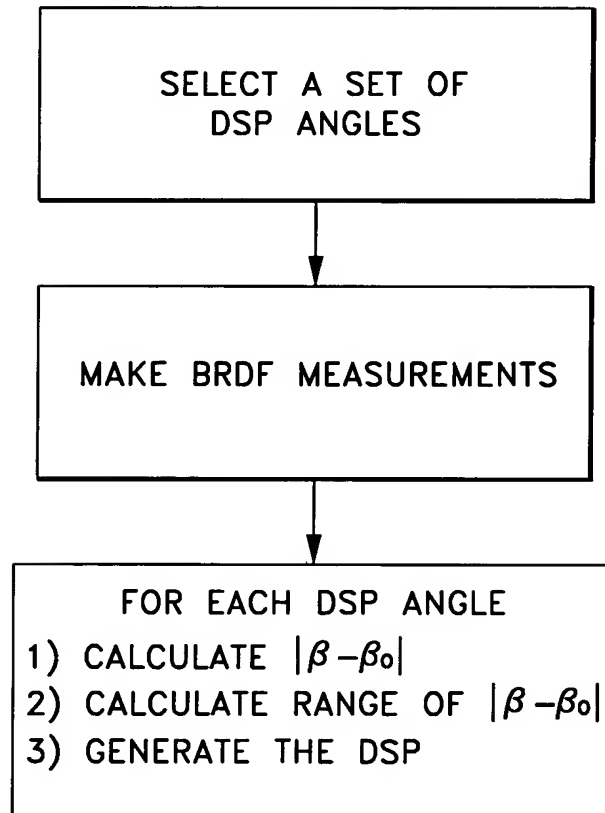 SELECT A SET OF
DSP ANGLES
MAKE BRDF MEASUREMENTS
FOR EACH DSP ANGLE
1) CALCULATE |β-β₀|
2) CALCULATE RANGE OF |β-β₀|
3) GENERATE THE DSP